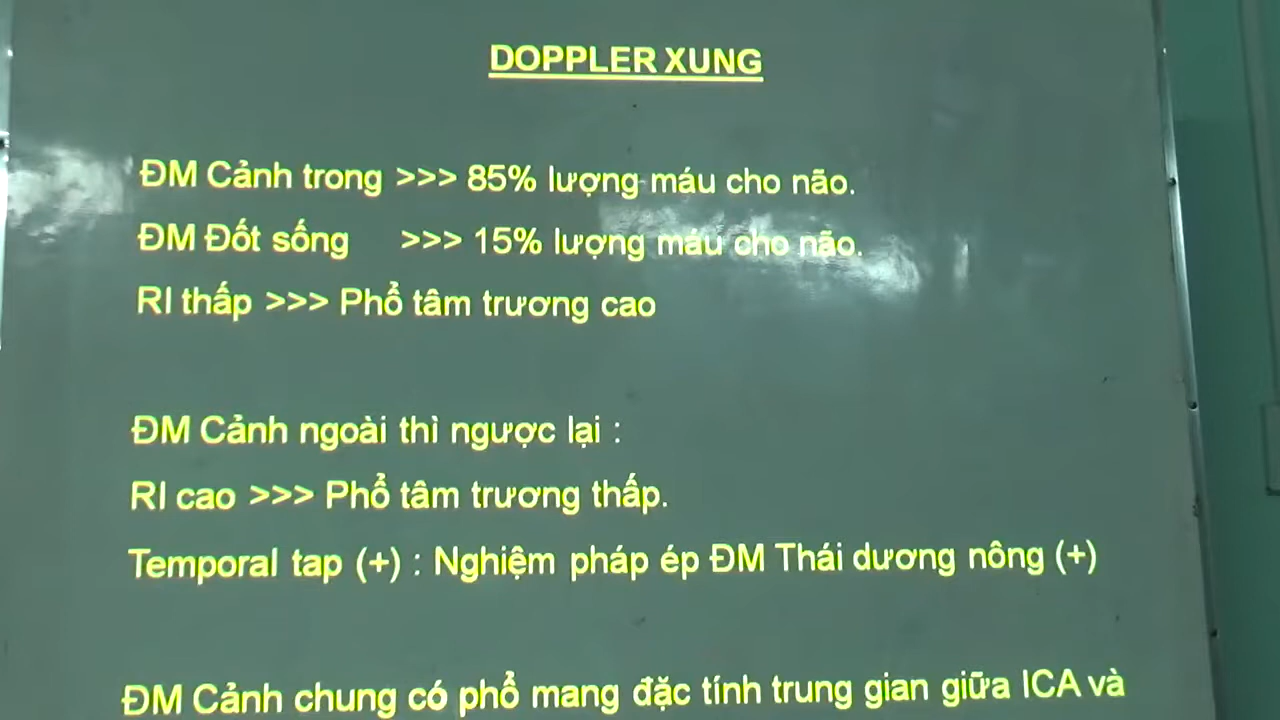 DOPPLER XUNG
ĐM Cảnh trong >>> 85% lượng máu cho não.
ĐM Đốt sống >>> 15% lượng máu cho não.
RI thấp >>> Phổ tâm trương cao
ĐM Cảnh ngoài thì ngược lại :
RI cao >>> Phổ tâm trương thấp.
Temporal tap (+) : Nghiệm pháp ép ĐM Thái dương nông (+)
ĐM Cảnh chung có phổ mang đặc tính trung gian giữa ICA và